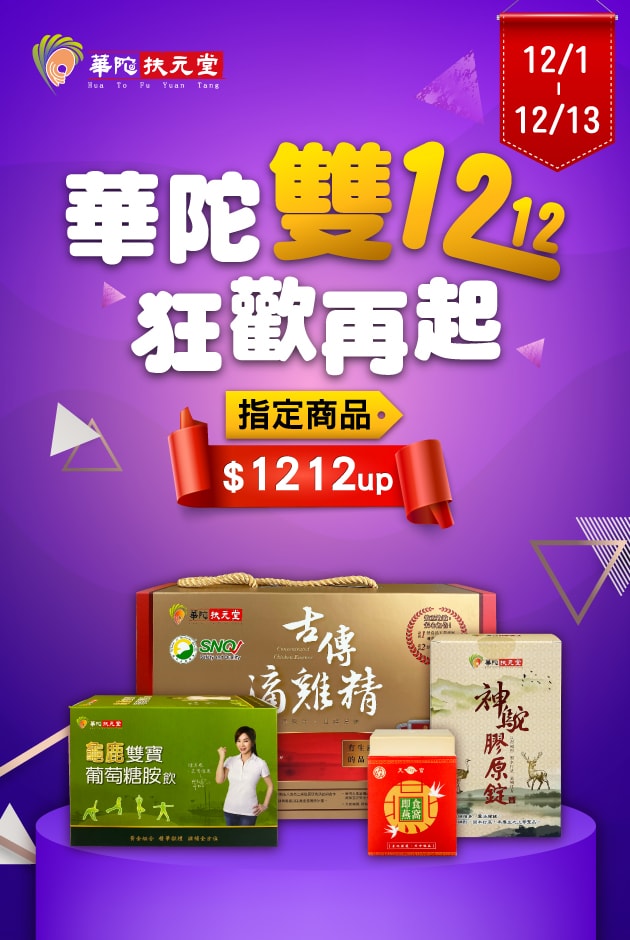 華陀扶元堂
Hua To Fu Yuan Tang
12/1
-
12/13
華陀雙12 12
狂歡再起
指定商品
$1212up
華陀扶元堂
SNQ
古傳
滴雞精
華陀扶元堂
龜鹿雙寶
葡萄糖胺飲
華陀扶元堂
神駝膠原錠
即食
燕窩